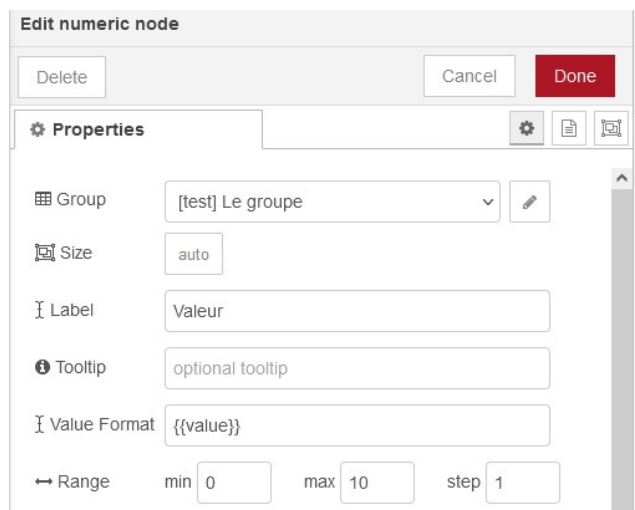 Edit numeric node
Delete Cancel Done
Properties
Group [test] Le groupe
Size auto
Label Valeur
Tooltip optional tooltip
Value Format {{value}}
Range min 0 max 10 step 1